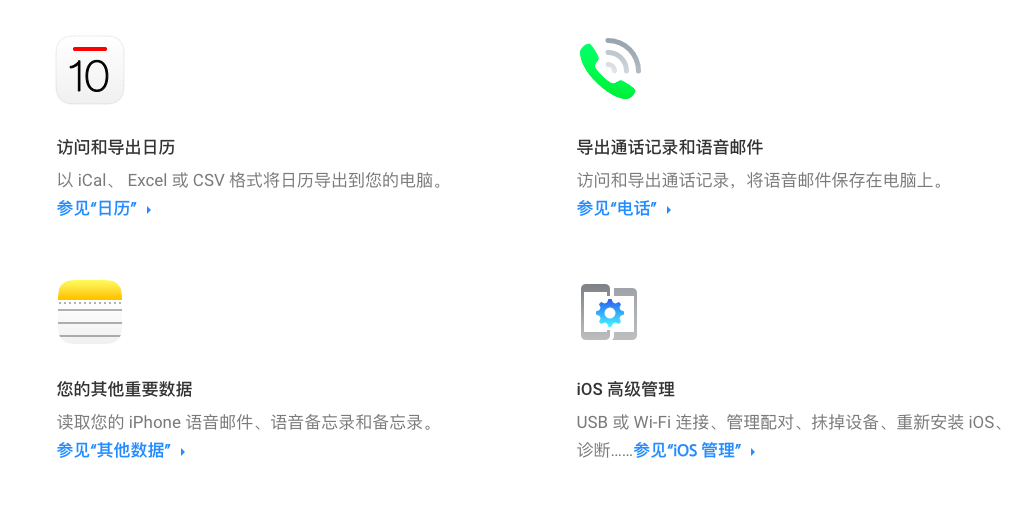 10
访问和导出日历
以 iCal、 Excel 或 CSV 格式将日历导出到您的电脑。
参见“日历”
导出通话记录和语音邮件
访问和导出通话记录，将语音邮件保存在电脑上。
参见“电话”
您的其他重要数据
读取您的 iPhone 语音邮件、语音备忘录和备忘录。
参见“其他数据”
iOS 高级管理
USB 或 Wi-Fi 连接、管理配对、抹掉设备、重新安装 iOS、
诊断……参见“iOS 管理”